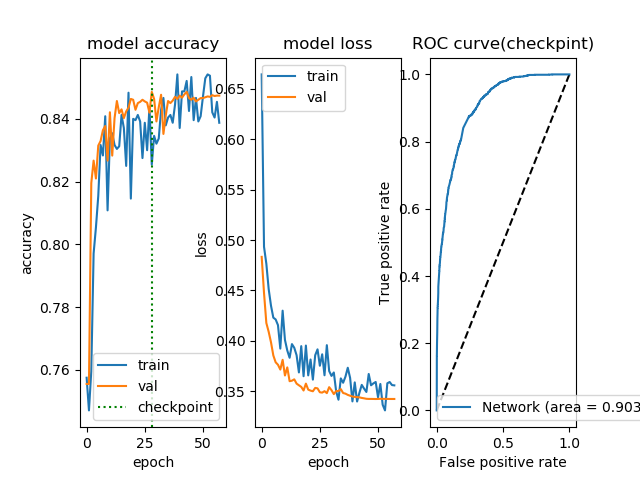 model accuracy
model loss
ROC curve(checkpint)
accuracy
0.84
0.82
0.80
0.78
0.76
train
val
checkpoint
0
25
50
epoch
loss
0.65
0.60
0.55
0.50
0.45
0.40
0.35
train
val
0
25
50
epoch
True positive rate
1.0
0.8
0.6
0.4
0.2
0.0
Network (area = 0.903
0.0
0.5
1.0
False positive rate